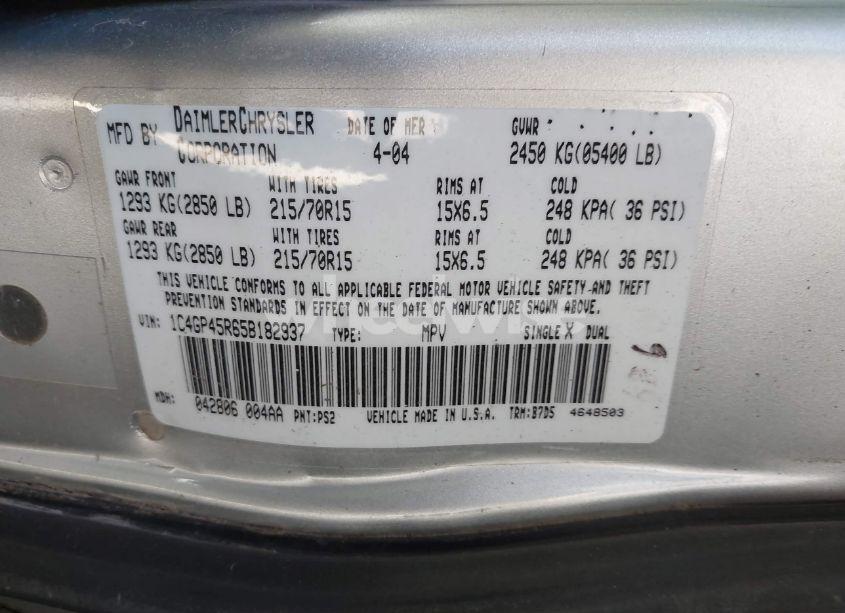 MFD BY DAIMLERCHRYSLER CORPORATION DATE OF MFR 4-04 GVWR 2450 KG(05400 LB)
GAWR FRONT WITH TIRES RIMS AT COLD
1293 KG(2850 LB) 215/70R15 15X6.5 248 KPA( 36 PSI)
GAWR REAR WITH TIRES RIMS AT COLD
1293 KG(2850 LB) 215/70R15 15X6.5 248 KPA( 36 PSI)
THIS VEHICLE CONFORMS TO ALL APPLICABLE FEDERAL MOTOR VEHICLE SAFETY AND THEFT
PREVENTION STANDARDS IN EFFECT ON THE DATE OF MANUFACTURE SHOWN ABOVE.
VIN: 1C4GP45R65B182937 TYPE: MPV SINGLE X DUAL
MDH: 042806 004AA PNT:PS2 VEHICLE MADE IN U.S.A. TRM:B7D5 4648503